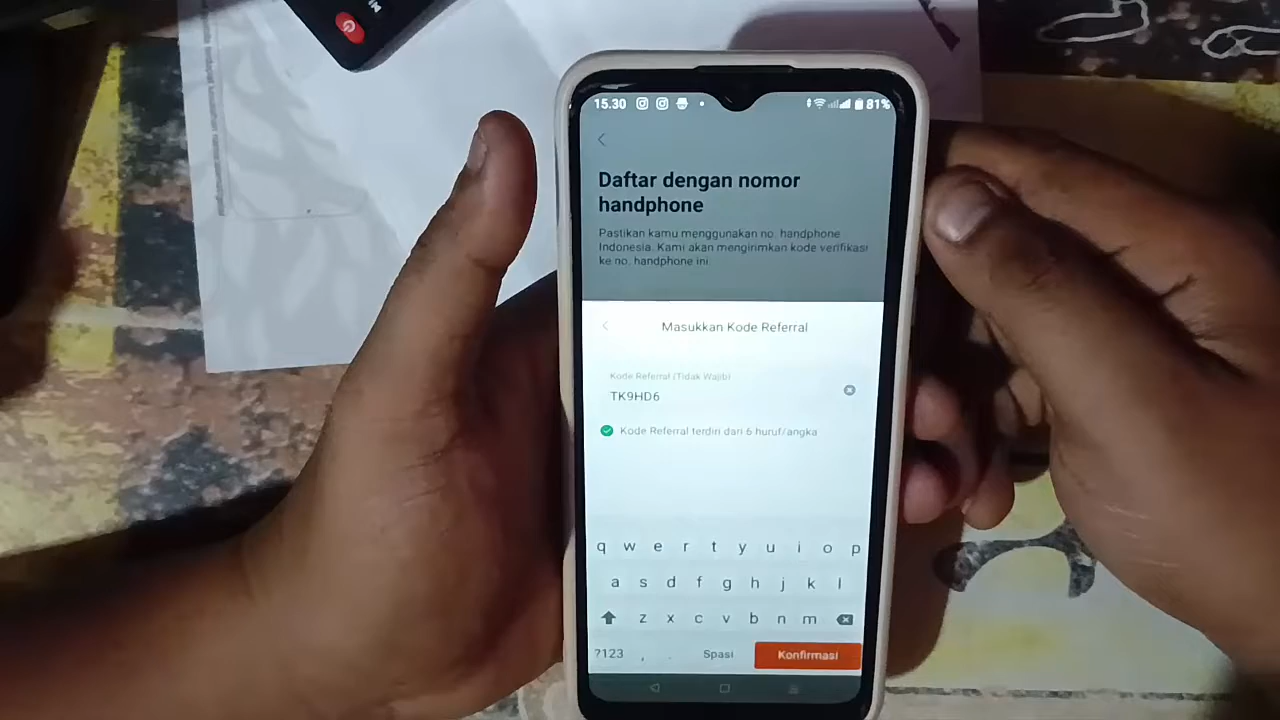 15.30
81%
Daftar dengan nomor
handphone
Pastikan kamu menggunakan no. handphone
Indonesia. Kami akan mengirimkan kode verifikasi
ke no. handphone ini
Masukkan Kode Referral
Kode Referral (Tidak Wajib)
TK9HD6
Kode Referral terdiri dari 6 huruf/angka
q w e r t y u i o p
a s d f g h j k l
z x c v b n m
?123 , . Spasi Konfirmasi